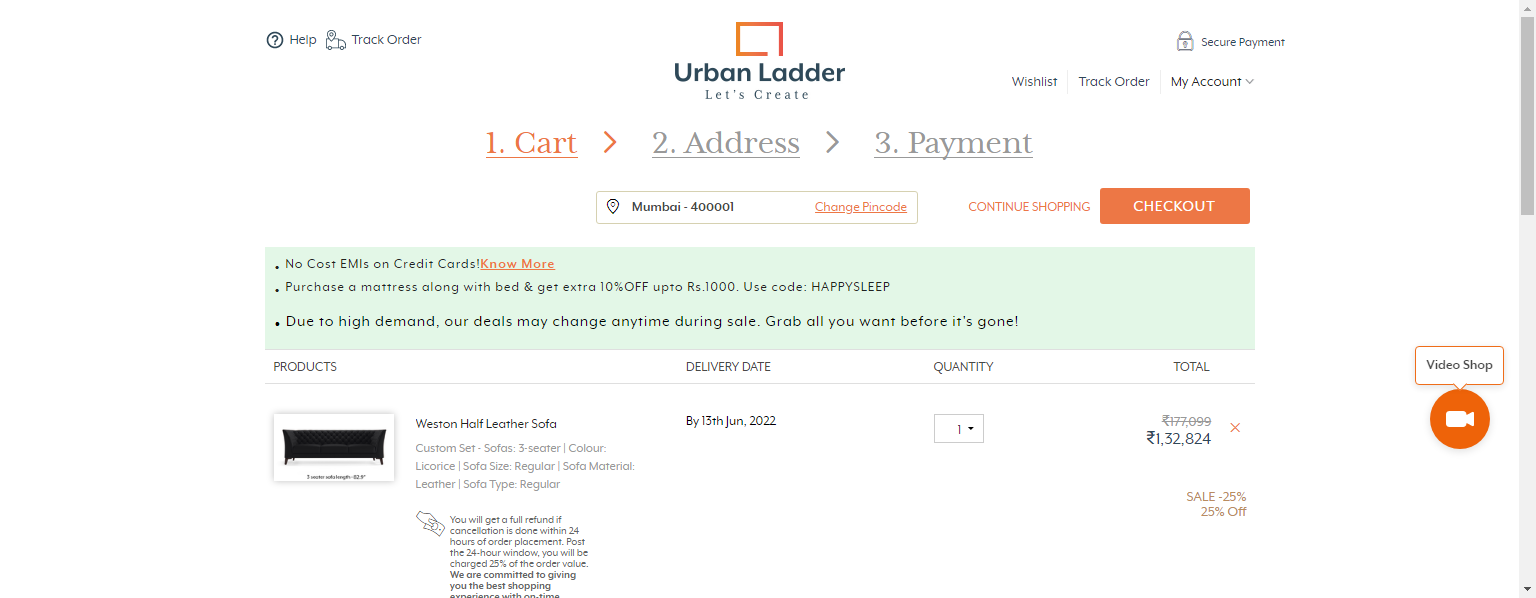 Help Track Order
Urban Ladder
Let's Create
Secure Payment
Wishlist Track Order My Account
1. Cart 2. Address 3. Payment
Mumbai - 400001 Change Pincode CONTINUE SHOPPING CHECKOUT
• No Cost EMIs on Credit Cards!Know More
• Purchase a mattress along with bed & get extra 10%OFF upto Rs.1000. Use code: HAPPYSLEEP
• Due to high demand, our deals may change anytime during sale. Grab all you want before it's gone!
PRODUCTS DELIVERY DATE QUANTITY TOTAL
Video Shop
Weston Half Leather Sofa By 13th Jun, 2022 1 ₹177,099
₹1,32,824
Custom Set - Sofas: 3-seater | Colour:
Licorice | Sofa Size: Regular | Sofa Material:
Leather | Sofa Type: Regular
3 seater sofa length - 82.9"
SALE -25%
25% Off
You will get a full refund if
cancellation is done within 24
hours of order placement. Post
the 24-hour window, you will be
charged 25% of the order value.
We are committed to giving
you the best shopping
experience with on-time